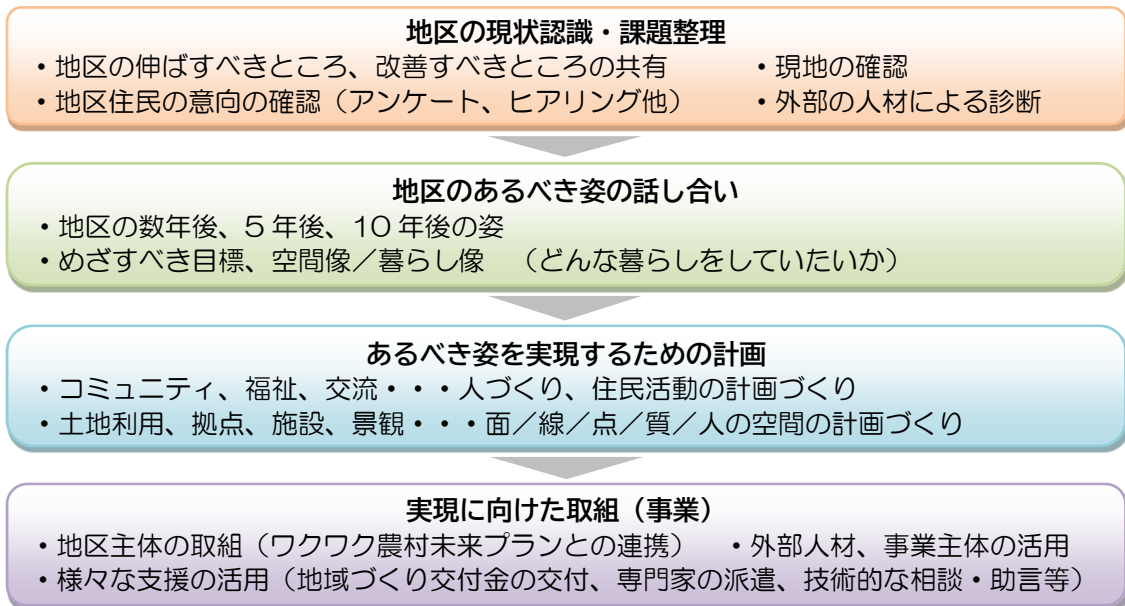 地区の現状認識・課題整理
・地区の伸ばすべきところ、改善すべきところの共有 ・現地の確認
・地区住民の意向の確認（アンケート、ヒアリング他） ・外部の人材による診断
地区のあるべき姿の話し合い
・地区の数年後、5年後、10年後の姿
・めざすべき目標、空間像／暮らし像 （どんな暮らしをしていたいか）
あるべき姿を実現するための計画
・コミュニティ、福祉、交流・・・人づくり、住民活動の計画づくり
・土地利用、拠点、施設、景観・・・面／線／点／質／人の空間の計画づくり
実現に向けた取組（事業）
・地区主体の取組（ワクワク農村未来プランとの連携） ・外部人材、事業主体の活用
・様々な支援の活用（地域づくり交付金の交付、専門家の派遣、技術的な相談・助言等）